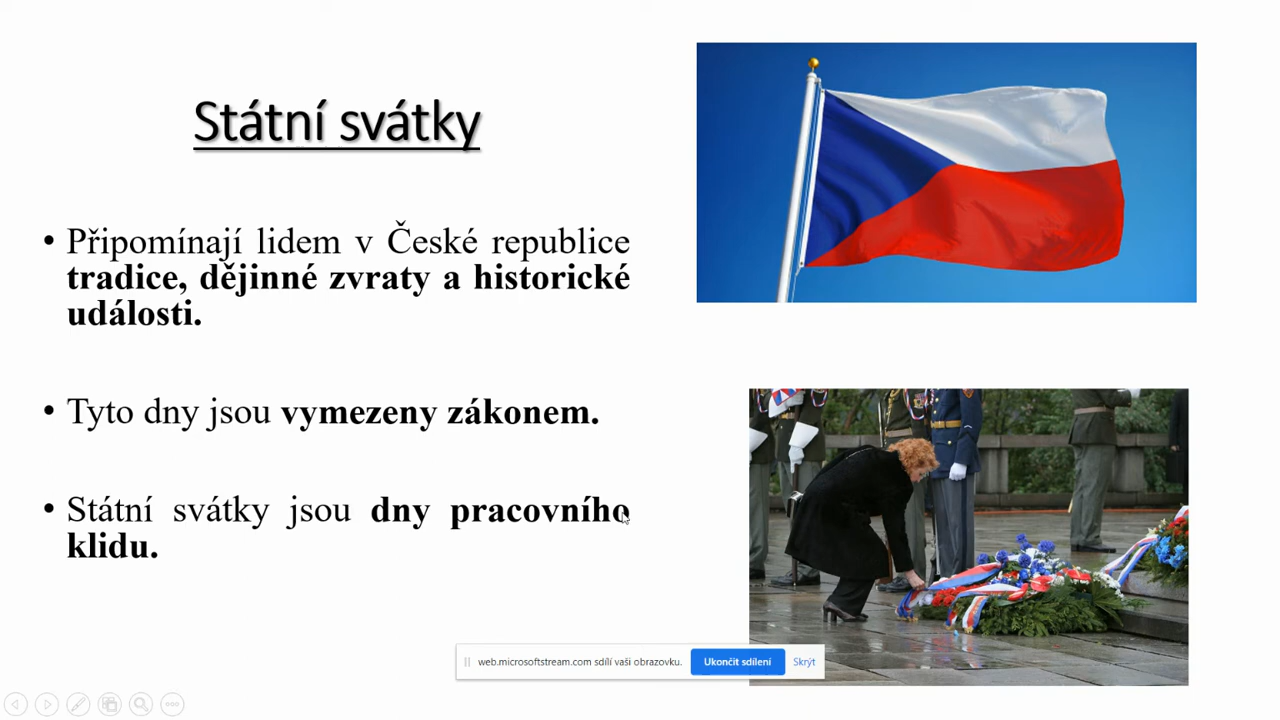 Státní svátky
• Připomínají lidem v České republice
tradice, dějinné zvraty a historické
události.
• Tyto dny jsou vymezeny zákonem.
• Státní svátky jsou dny pracovního
klidu.
web.microsoftstream.com sdílí vaši obrazovku. Ukončit sdílení Skrýt